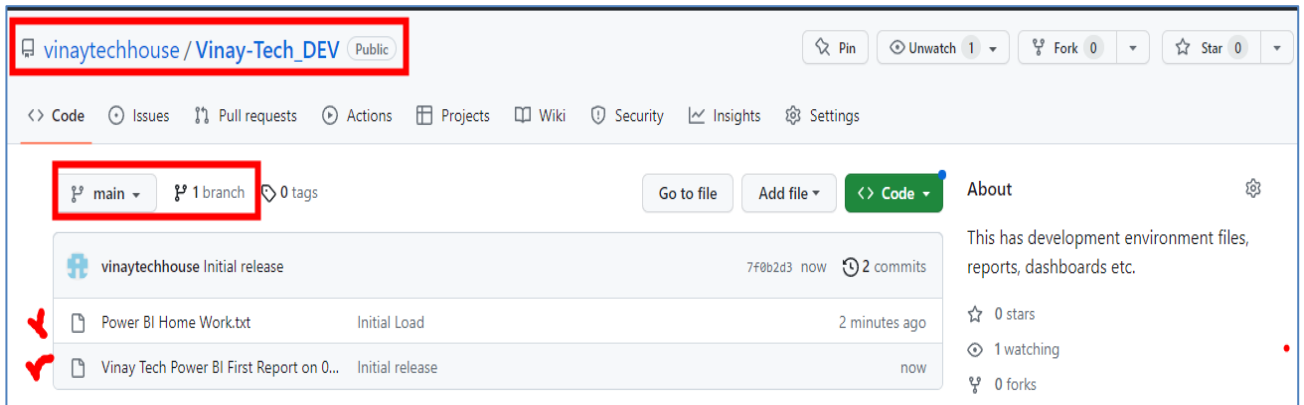 vinaytechhouse / Vinay-Tech_DEV Public Pin Unwatch 1 Fork 0 Star 0
<> Code Issues Pull requests Actions Projects Wiki Security Insights Settings
main 1 branch 0 tags Go to file Add file <> Code
vinaytechhouse Initial release 7f0b2d3 now 2 commits
Power BI Home Work.txt Initial Load 2 minutes ago
Vinay Tech Power BI First Report on 0... Initial release now
About
This has development environment files,
reports, dashboards etc.
0 stars
1 watching
0 forks